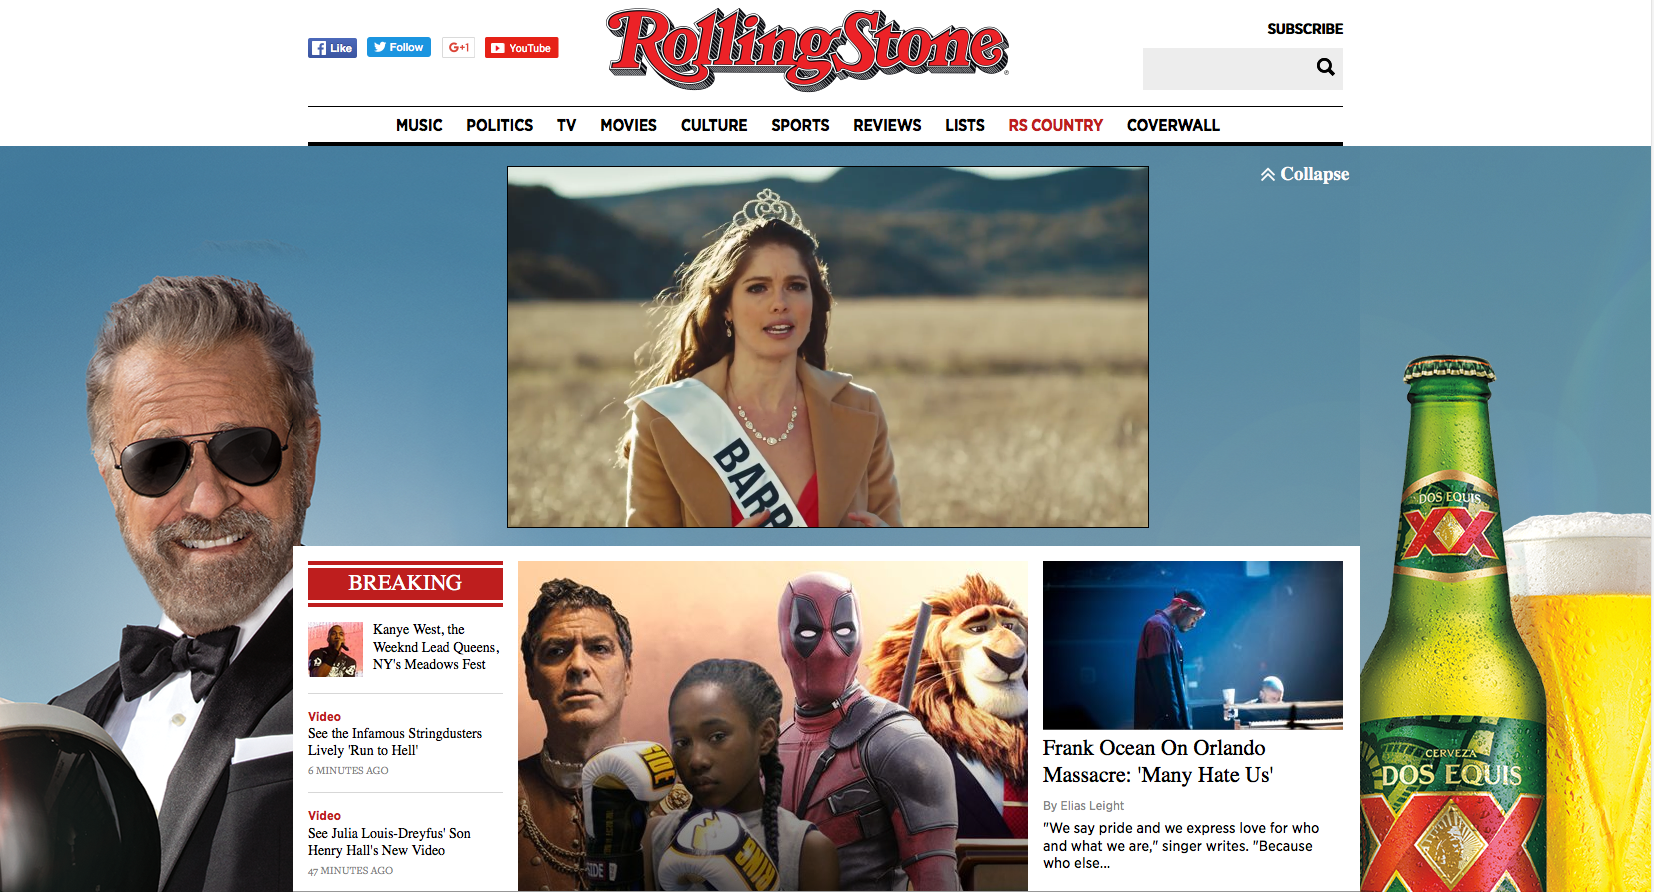 Like
Follow
G+1
YouTube
RollingStone
SUBSCRIBE
MUSIC POLITICS TV MOVIES CULTURE SPORTS REVIEWS LISTS RS COUNTRY COVERWALL
Collapse
BARB
BREAKING
Kanye West, the
Weeknd Lead Queens,
NY's Meadows Fest
Video
See the Infamous Stringdusters
Lively 'Run to Hell'
6 MINUTES AGO
Video
See Julia Louis-Dreyfus' Son
Henry Hall's New Video
47 MINUTES AGO
Frank Ocean On Orlando
Massacre: 'Many Hate Us'
By Elias Leight
"We say pride and we express love for who
and what we are," singer writes. "Because
who else...
DOS EQUIS
XX
CERVEZA
DOS EQUIS
XX